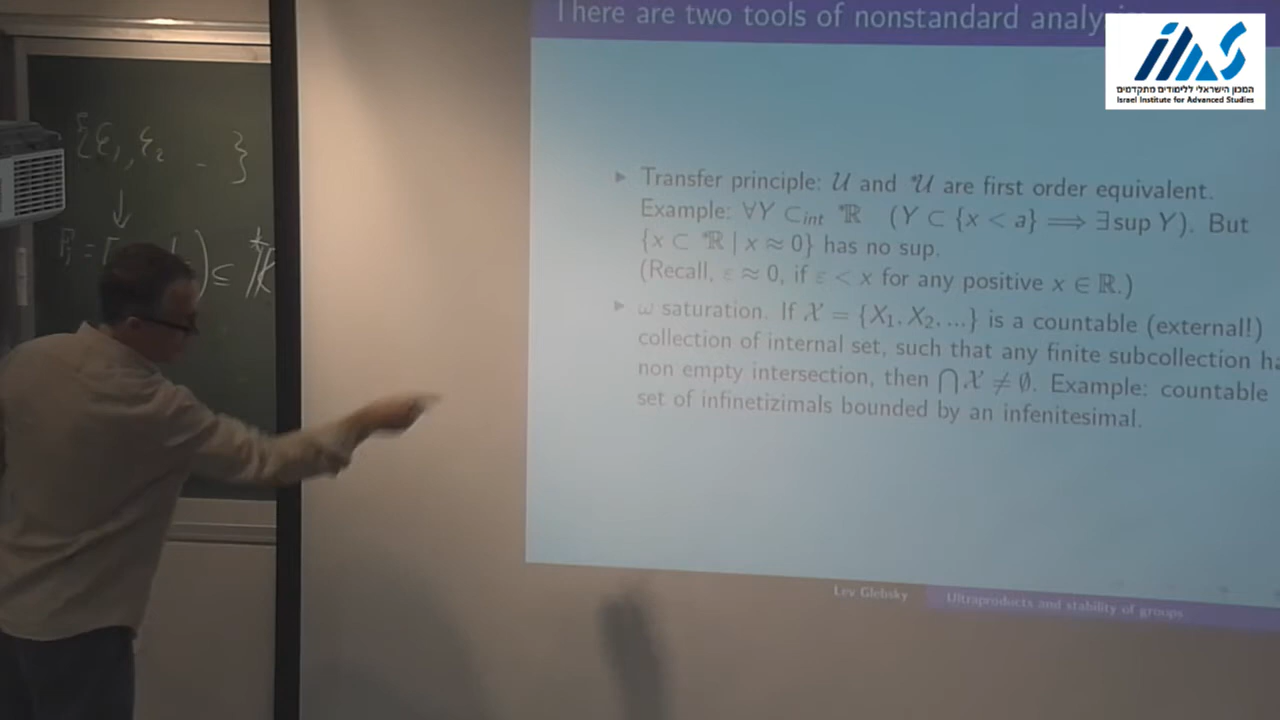 There are two tools of nonstandard
המכון הישראלי ללימודים מתקדמים
Israel Institute for Advanced Studies
{ε₁, ε₂ - }
↓
) ≤ *ℝ
▶ Transfer principle: 𝒰 and *𝒰 are first order equivalent.
Example: ∀Y ⊂int *ℝ (Y ⊂ {x < a} ⟹ ∃ sup Y). But
{x ⊂ *ℝ | x ≈ 0} has no sup.
(Recall, ε ≈ 0, if ε < x for any positive x ∈ ℝ.)
▶ ω saturation. If 𝒳 = {X₁, X₂, ...} is a countable (external!)
collection of internal set, such that any finite subcollection
non empty intersection, then ⋂ 𝒳 ≠ ∅. Example: countable
set of infinetizimals bounded by an infenitesimal.
Lev Glebsky
Ultraproducts and stability of groups